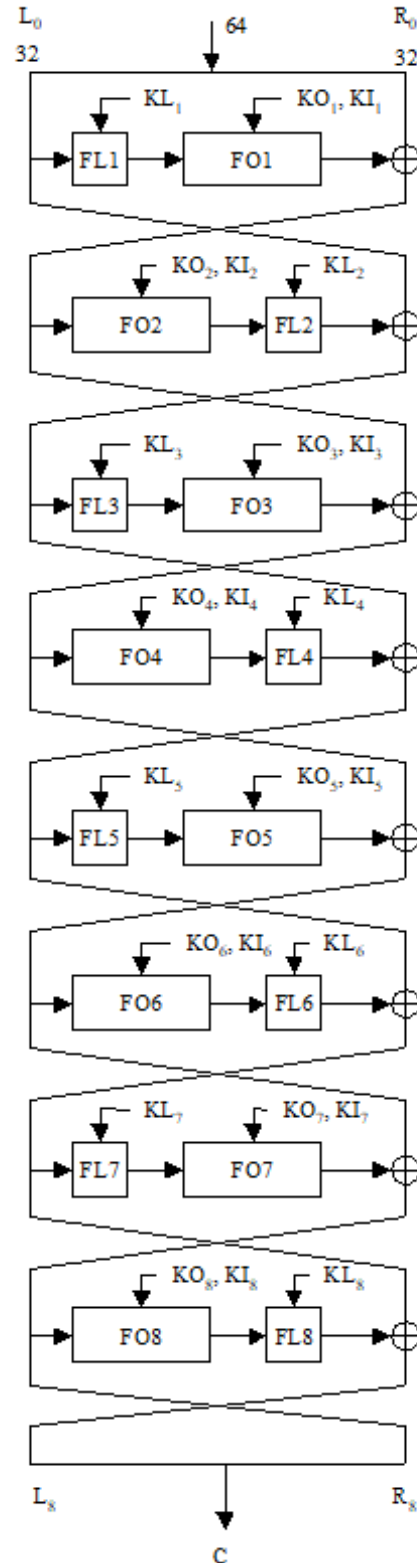 L₀ 64 R₀
32 32
KL₁ KO₁, KI₁
FL1 FO1
KO₂, KI₂ KL₂
FO2 FL2
KL₃ KO₃, KI₃
FL3 FO3
KO₄, KI₄ KL₄
FO4 FL4
KL₅ KO₅, KI₅
FL5 FO5
KO₆, KI₆ KL₆
FO6 FL6
KL₇ KO₇, KI₇
FL7 FO7
KO₈, KI₈ KL₈
FO8 FL8
L₈ R₈
C